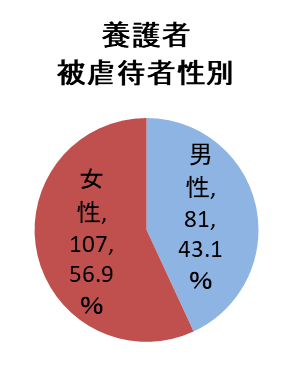 養護者
被虐待者性別
男
性,
81,
43.1
%
女
性,
107,
56.9
%